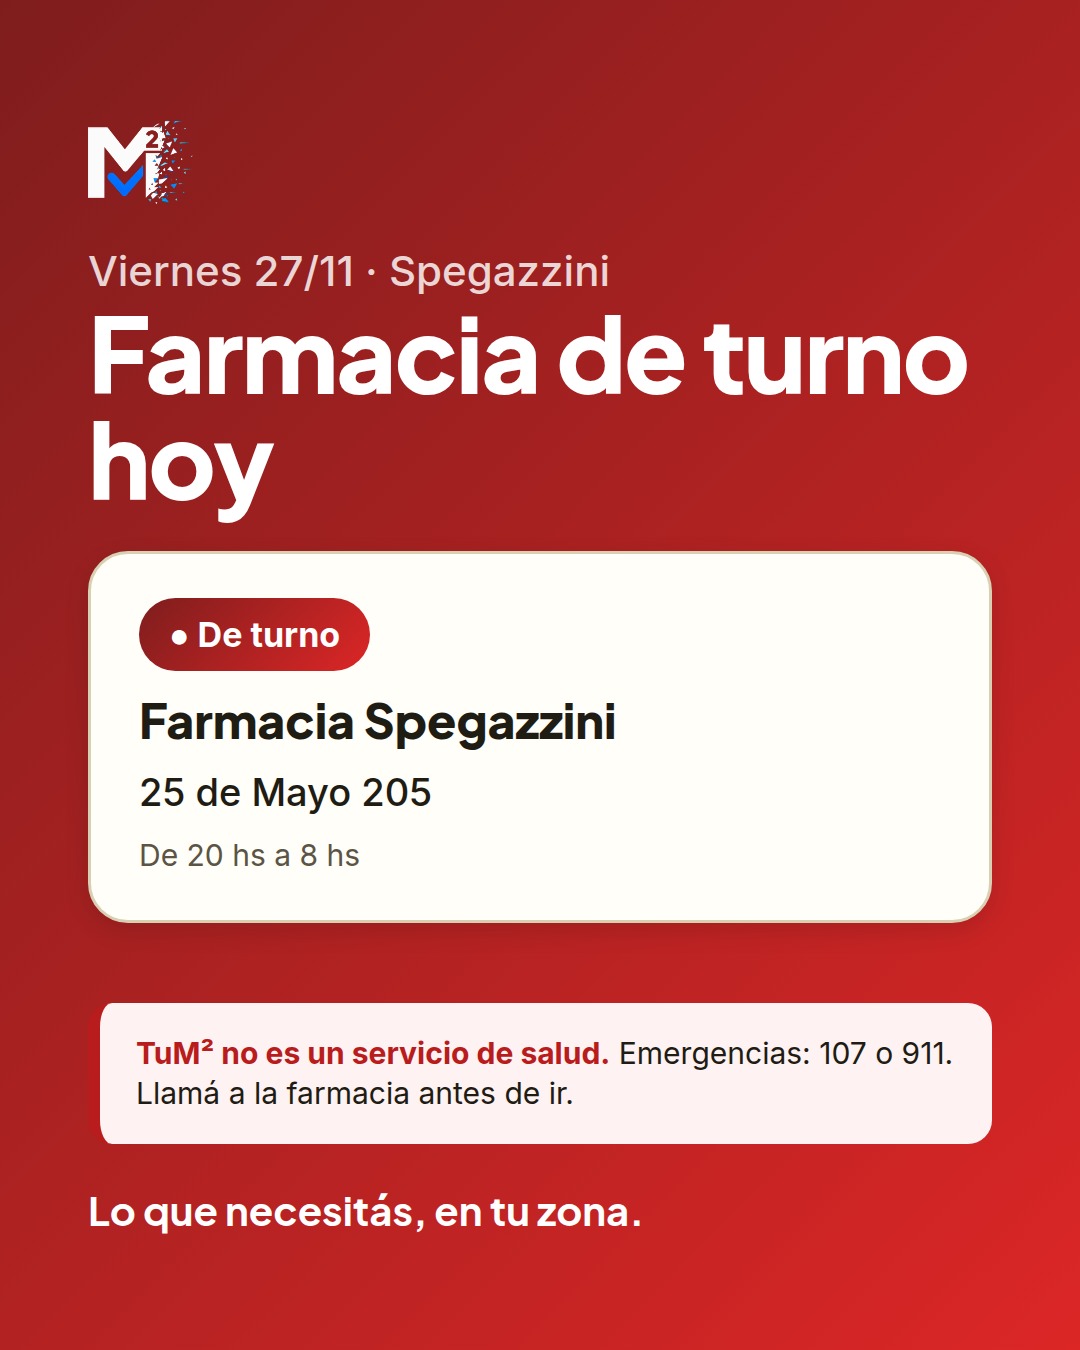 M2
Viernes 27/11 · Spegazzini
Farmacia de turno
hoy
● De turno
Farmacia Spegazzini
25 de Mayo 205
De 20 hs a 8 hs
TuM² no es un servicio de salud. Emergencias: 107 o 911.
Llamá a la farmacia antes de ir.
Lo que necesitás, en tu zona.